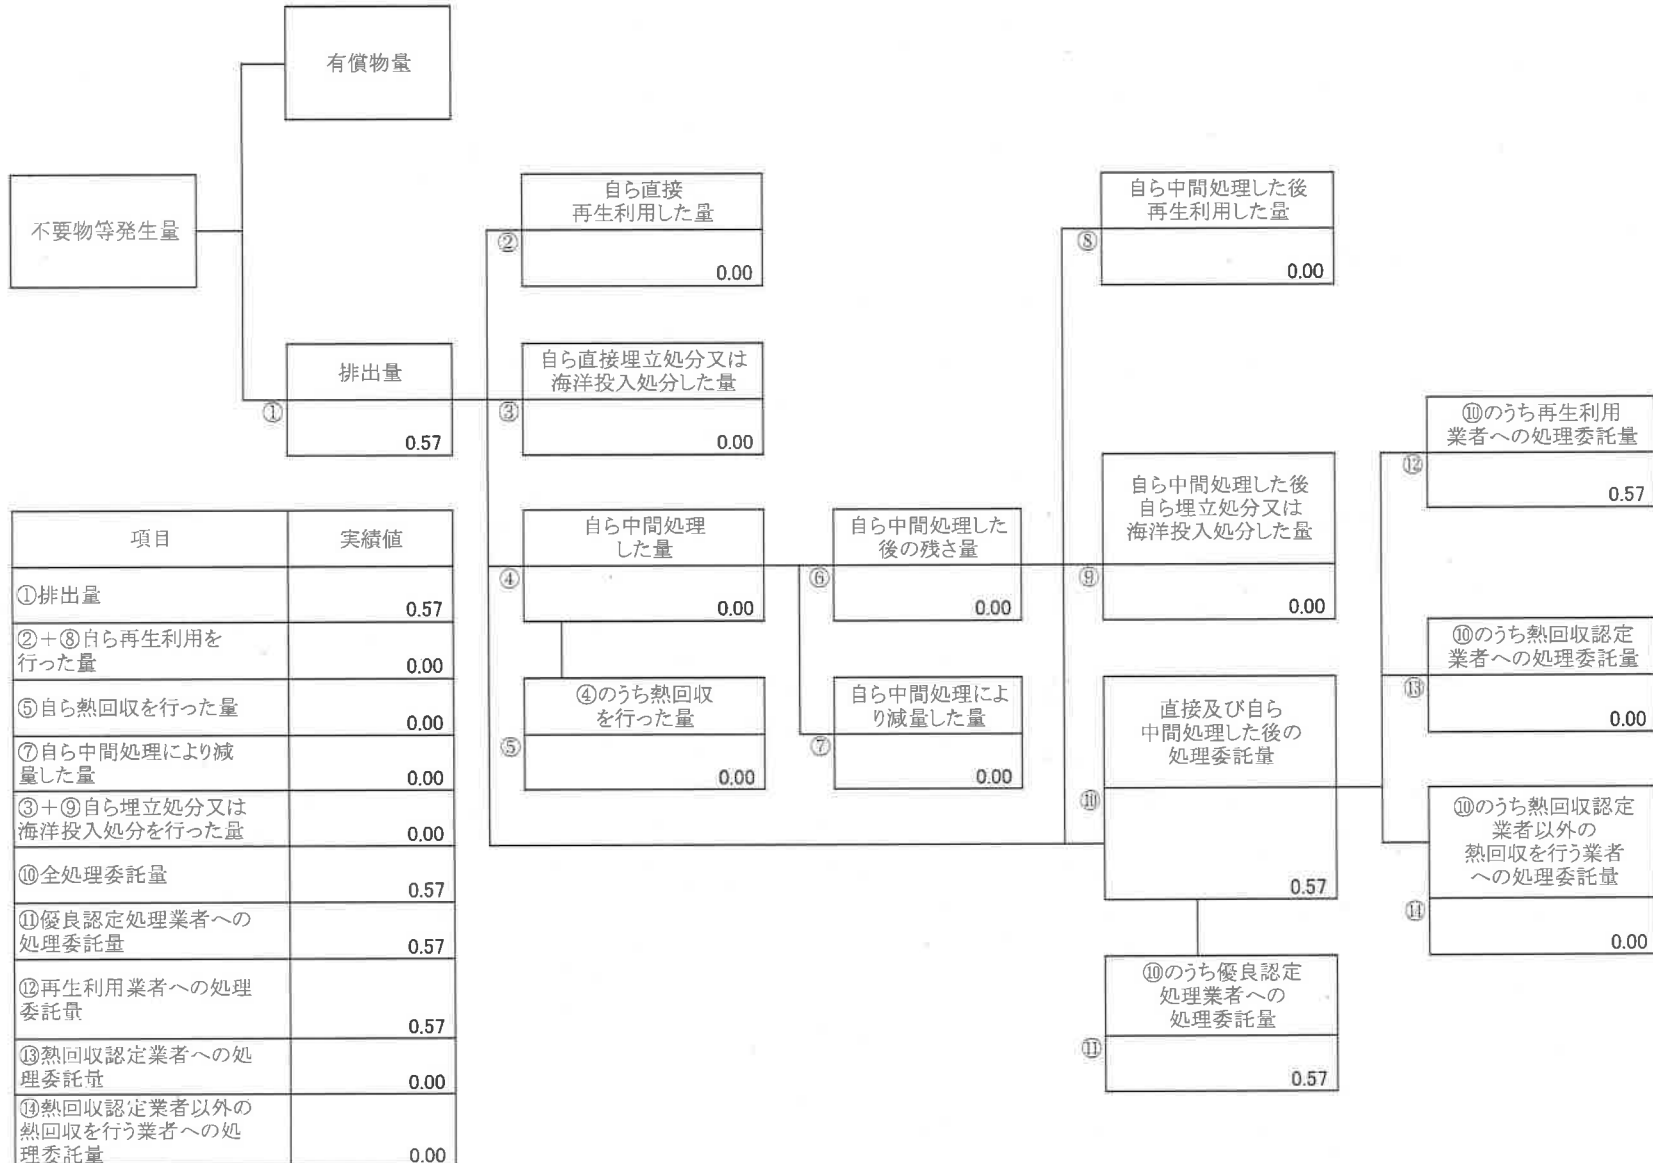 有償物量
不要物等発生量
排出量
①
0.57
自ら直接
再生利用した量
②
0.00
自ら直接埋立処分又は
海洋投入処分した量
③
0.00
自ら中間処理
した量
④
0.00
④のうち熱回収
を行った量
⑤
0.00
自ら中間処理した
後の残さ量
⑥
0.00
自ら中間処理によ
り減量した量
⑦
0.00
自ら中間処理した後
再生利用した量
⑧
0.00
自ら中間処理した後
自ら埋立処分又は
海洋投入処分した量
⑨
0.00
直接及び自ら
中間処理した後の
処理委託量
⑩
0.57
⑩のうち優良認定
処理業者への
処理委託量
⑪
0.57
⑩のうち再生利用
業者への処理委託量
⑫
0.57
⑩のうち熱回収認定
業者への処理委託量
⑬
0.00
⑩のうち熱回収認定
業者以外の
熱回収を行う業者
への処理委託量
⑭
0.00
項目 実績値
①排出量 0.57
②+⑧自ら再生利用を
行った量 0.00
⑤自ら熱回収を行った量 0.00
⑦自ら中間処理により減
量した量 0.00
③+⑨自ら埋立処分又は
海洋投入処分を行った量 0.00
⑩全処理委託量 0.57
⑪優良認定処理業者への
処理委託量 0.57
⑫再生利用業者への処理
委託量 0.57
⑬熱回収認定業者への処
理委託量 0.00
⑭熱回収認定業者以外の
熱回収を行う業者への処
理委託量 0.00